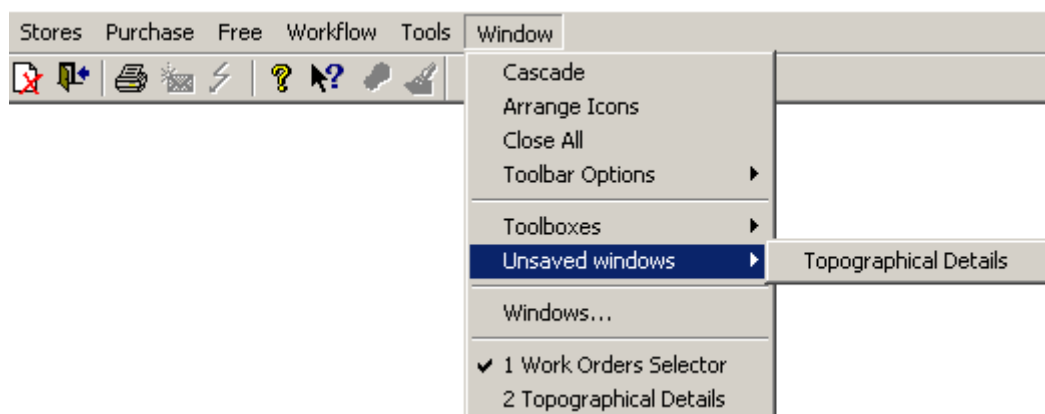 Stores Purchase Free Workflow Tools Window
Cascade
Arrange Icons
Close All
Toolbar Options
Toolboxes
Unsaved windows Topographical Details
Windows...
1 Work Orders Selector
2 Topographical Details